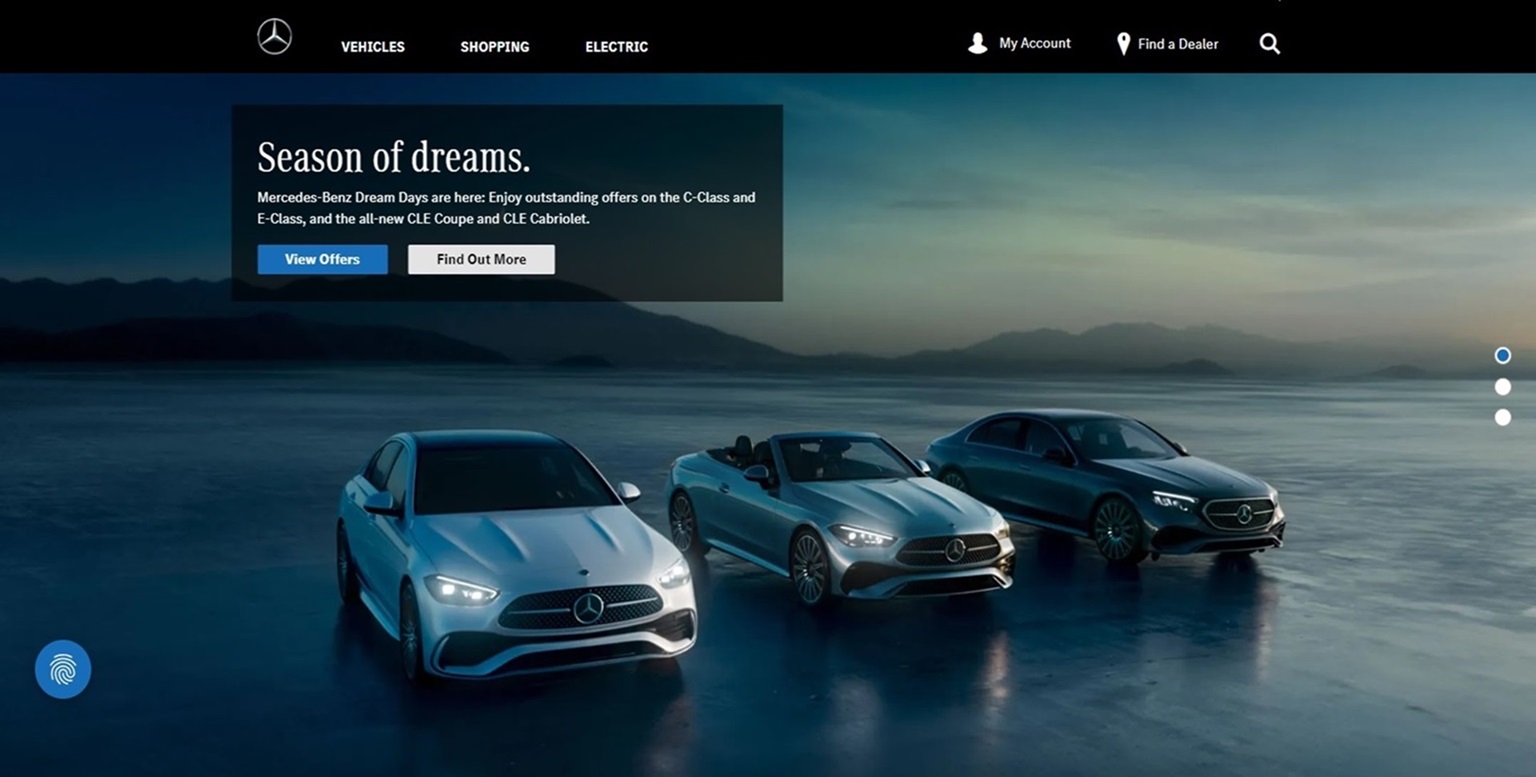 VEHICLES
SHOPPING
ELECTRIC
My Account
Find a Dealer
Season of dreams.
Mercedes-Benz Dream Days are here: Enjoy outstanding offers on the C-Class and
E-Class, and the all-new CLE Coupe and CLE Cabriolet.
View Offers
Find Out More